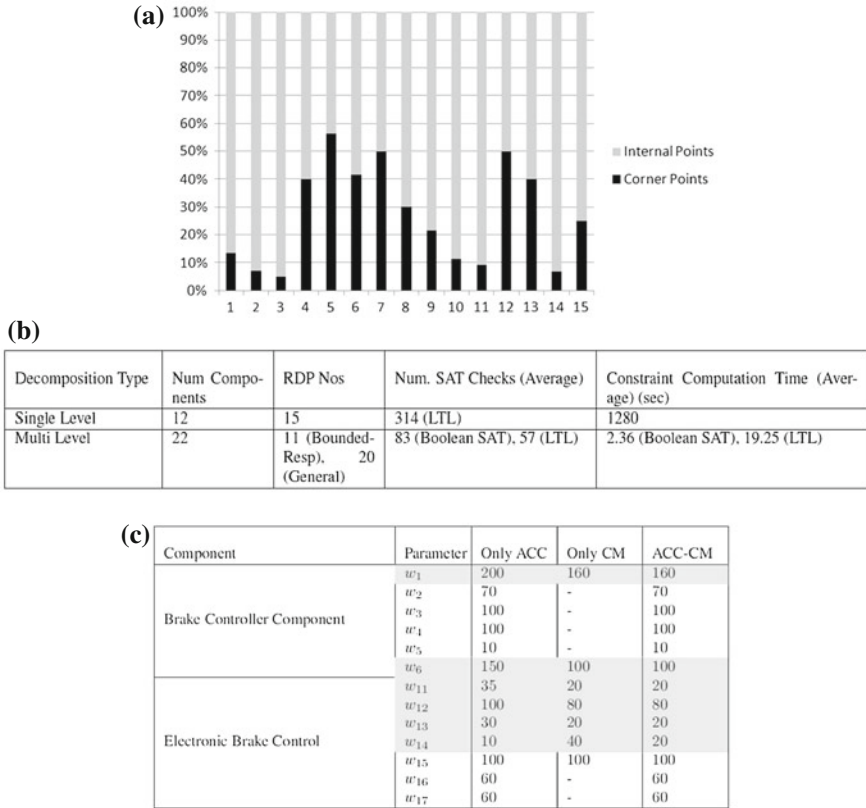 (a)
100%
90%
80%
70%
60%
50%
40%
30%
20%
10%
0%
1 2 3 4 5 6 7 8 9 10 11 12 13 14 15
Internal Points
Corner Points
(b)
Decomposition Type Num Compo- RDP Nos Num. SAT Checks (Average) Constraint Computation Time (Aver-
nents age) (sec)
Single Level 12 15 314 (LTL) 1280
Multi Level 22 11 (Bounded- 83 (Boolean SAT), 57 (LTL) 2.36 (Boolean SAT), 19.25 (LTL)
Resp), 20
(General)
(c)
Component Parameter Only ACC Only CM ACC-CM
w1 200 160 160
w2 70 - 70
w3 100 - 100
Brake Controller Component
w4 100 - 100
w5 10 - 10
w6 150 100 100
w11 35 20 20
w12 100 80 80
w13 30 20 20
Electronic Brake Control w14 10 40 20
w15 100 100 100
w16 60 - 60
w17 60 - 60